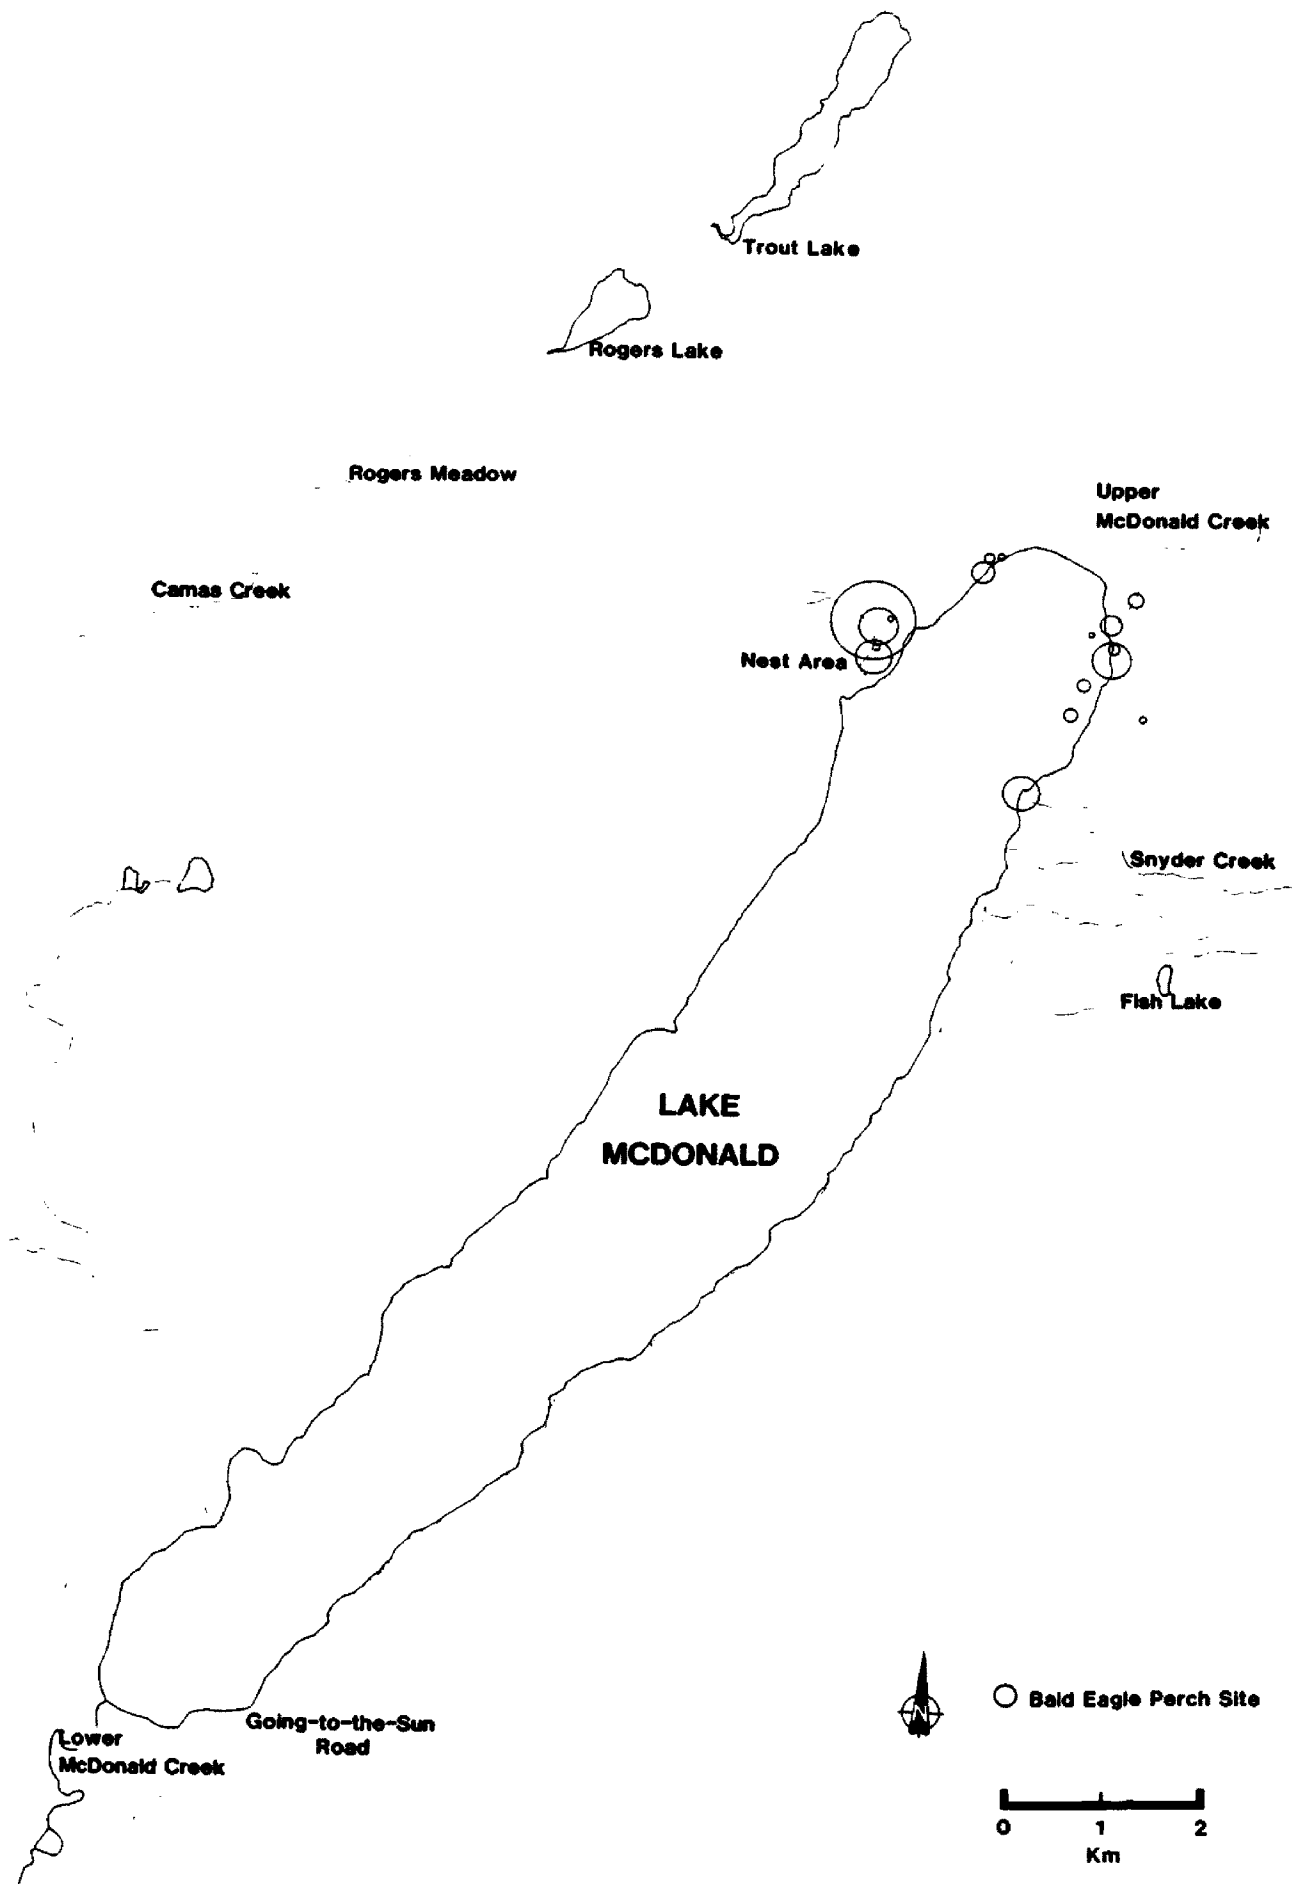 Trout Lake
Rogers Lake
Rogers Meadow
Upper
McDonald Creek
Camas Creek
Nest Area
Snyder Creek
Fish Lake
LAKE
MCDONALD
N
Bald Eagle Perch Site
Going-to-the-Sun
Road
Lower
McDonald Creek
0 1 2
Km